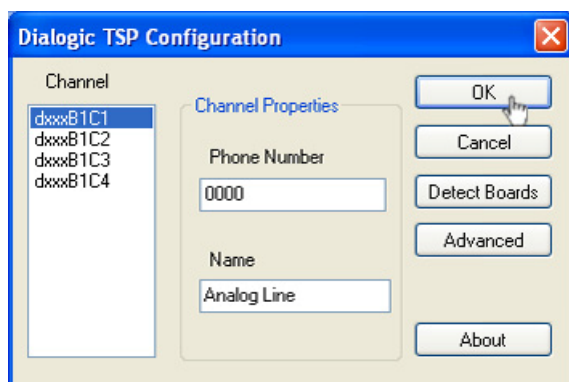 Dialogic TSP Configuration
Channel
dxxxB1C1
dxxxB1C2
dxxxB1C3
dxxxB1C4
Channel Properties
Phone Number
0000
Name
Analog Line
OK
Cancel
Detect Boards
Advanced
About